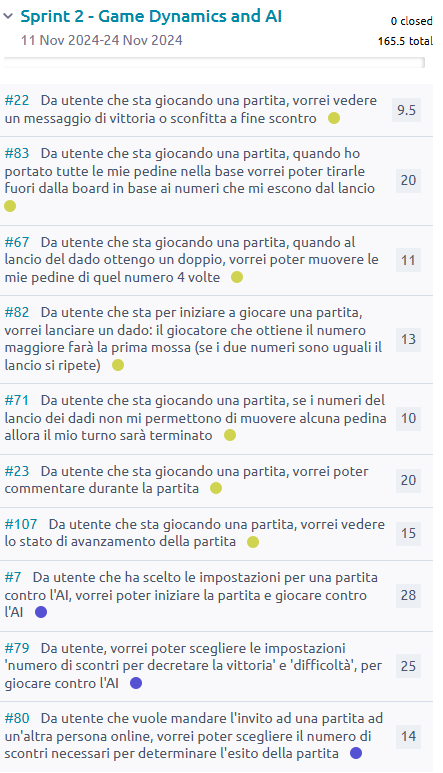 Sprint 2 - Game Dynamics and AI
0 closed
11 Nov 2024-24 Nov 2024
165.5 total
#22 Da utente che sta giocando una partita, vorrei vedere
un messaggio di vittoria o sconfitta a fine scontro
9.5
#83 Da utente che sta giocando una partita, quando ho
portato tutte le mie pedine nella base vorrei poter tirarle
fuori dalla board in base ai numeri che mi escono dal lancio
20
#67 Da utente che sta giocando una partita, quando al
lancio del dado ottengo un doppio, vorrei poter muovere le
mie pedine di quel numero 4 volte
11
#82 Da utente che sta per iniziare a giocare una partita,
vorrei lanciare un dado: il giocatore che ottiene il numero
maggiore farà la prima mossa (se i due numeri sono uguali il
lancio si ripete)
13
#71 Da utente che sta giocando una partita, se i numeri del
lancio dei dadi non mi permettono di muovere alcuna pedina
allora il mio turno sarà terminato
10
#23 Da utente che sta giocando una partita, vorrei poter
commentare durante la partita
20
#107 Da utente che sta giocando una partita, vorrei vedere
lo stato di avanzamento della partita
15
#7 Da utente che ha scelto le impostazioni per una partita
contro l'AI, vorrei poter iniziare la partita e giocare contro
l'AI
28
#79 Da utente, vorrei poter scegliere le impostazioni
'numero di scontri per decretare la vittoria' e 'difficoltà', per
giocare contro l'AI
25
#80 Da utente che vuole mandare l'invito ad una partita ad
un'altra persona online, vorrei poter scegliere il numero di
scontri necessari per determinare l'esito della partita
14